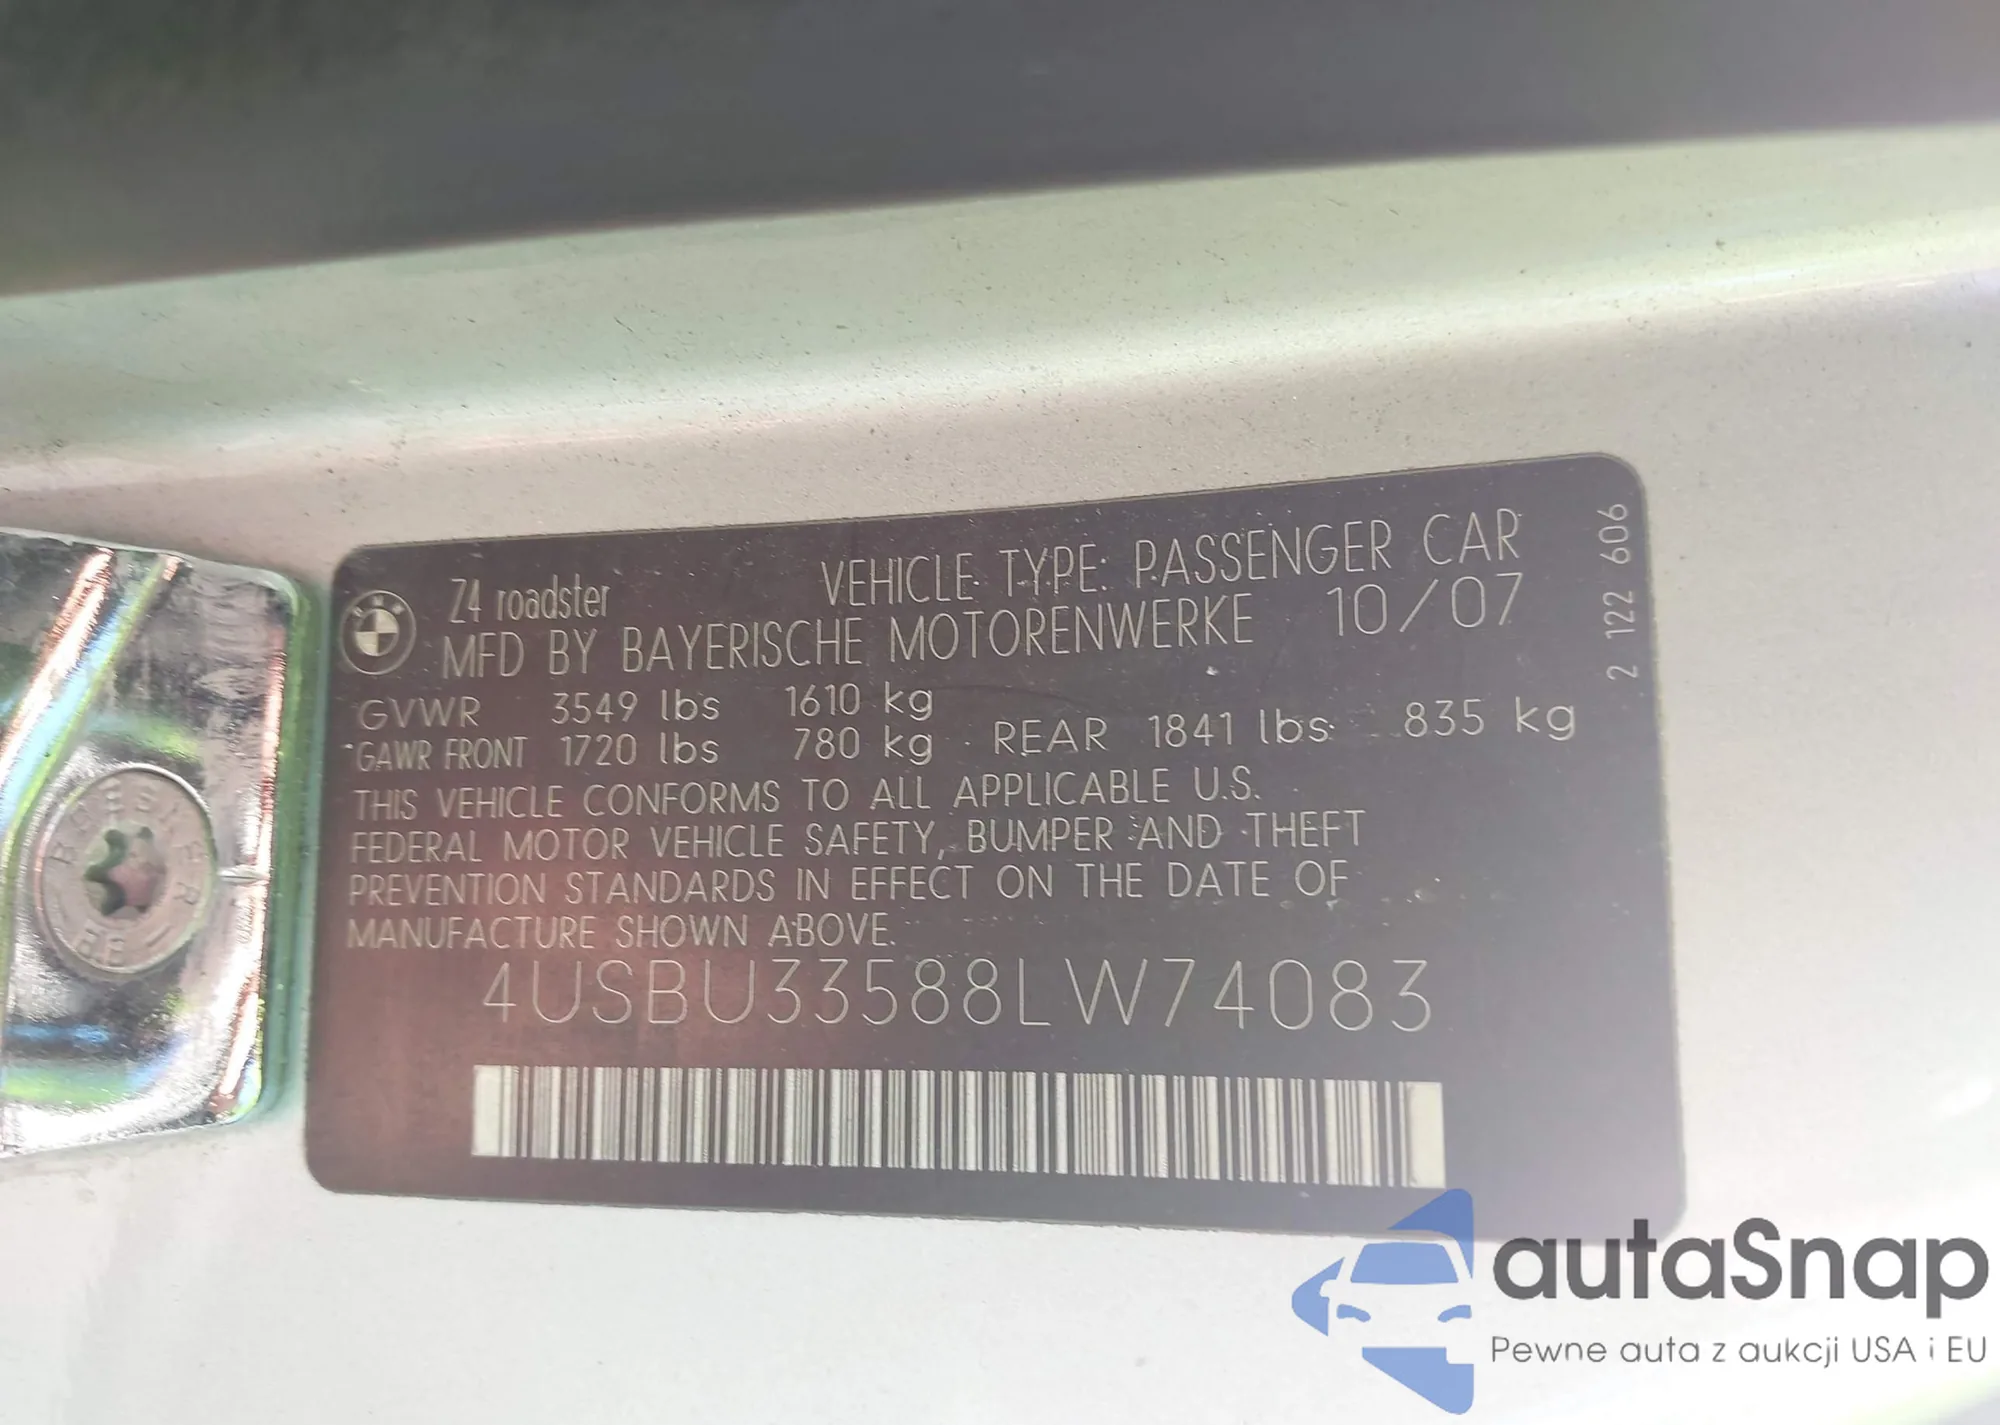 Z4 roadster VEHICLE TYPE: PASSENGER CAR
MFD BY BAYERISCHE MOTORENWERKE 10/07
GVWR 3549 lbs 1610 kg
GAWR FRONT 1720 lbs 780 kg REAR 1841 lbs 835 kg
THIS VEHICLE CONFORMS TO ALL APPLICABLE U.S.
FEDERAL MOTOR VEHICLE SAFETY, BUMPER AND THEFT
PREVENTION STANDARDS IN EFFECT ON THE DATE OF
MANUFACTURE SHOWN ABOVE.
4USBU33588LW74083
2 122 606
autaSnap
Pewne auta z aukcji USA i EU